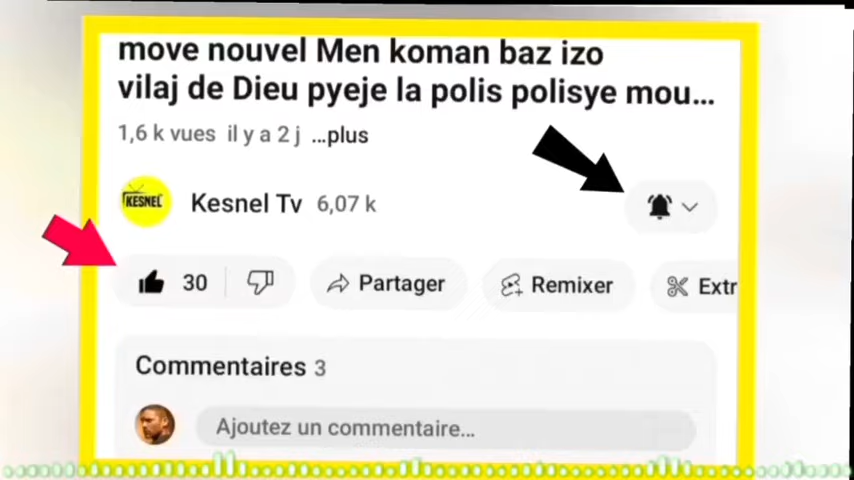 move nouvel Men koman baz izo
vilaj de Dieu pyeje la polis polisye mou...
1,6 k vues il y a 2 j ...plus
KESNEL
Kesnel Tv 6,07 k
30
Partager
Remixer
Extr
Commentaires 3
Ajoutez un commentaire...